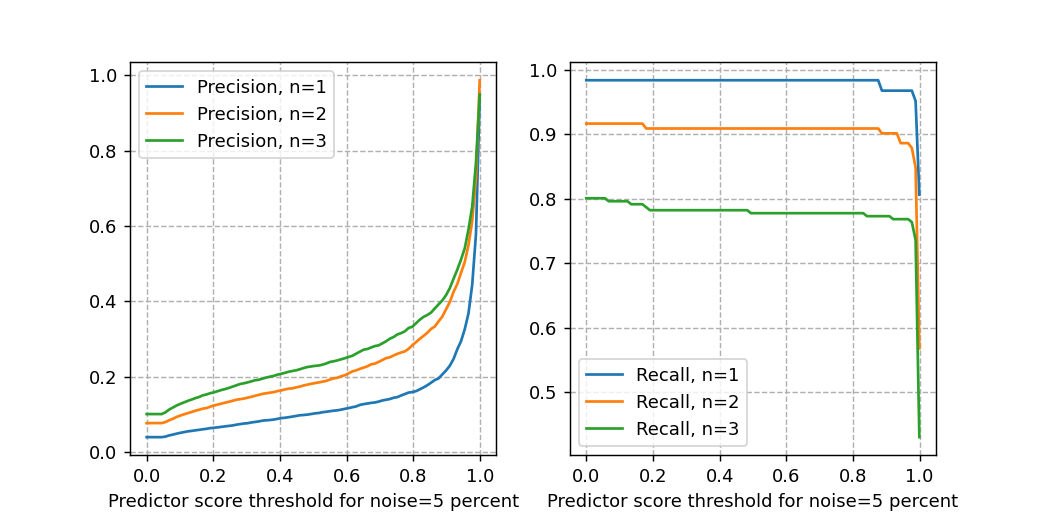 1.0
0.8
0.6
0.4
0.2
0.0
Precision, n=1
Precision, n=2
Precision, n=3
0.0 0.2 0.4 0.6 0.8 1.0
Predictor score threshold for noise=5 percent
1.0
0.9
0.8
0.7
0.6
0.5
Recall, n=1
Recall, n=2
Recall, n=3
0.0 0.2 0.4 0.6 0.8 1.0
Predictor score threshold for noise=5 percent